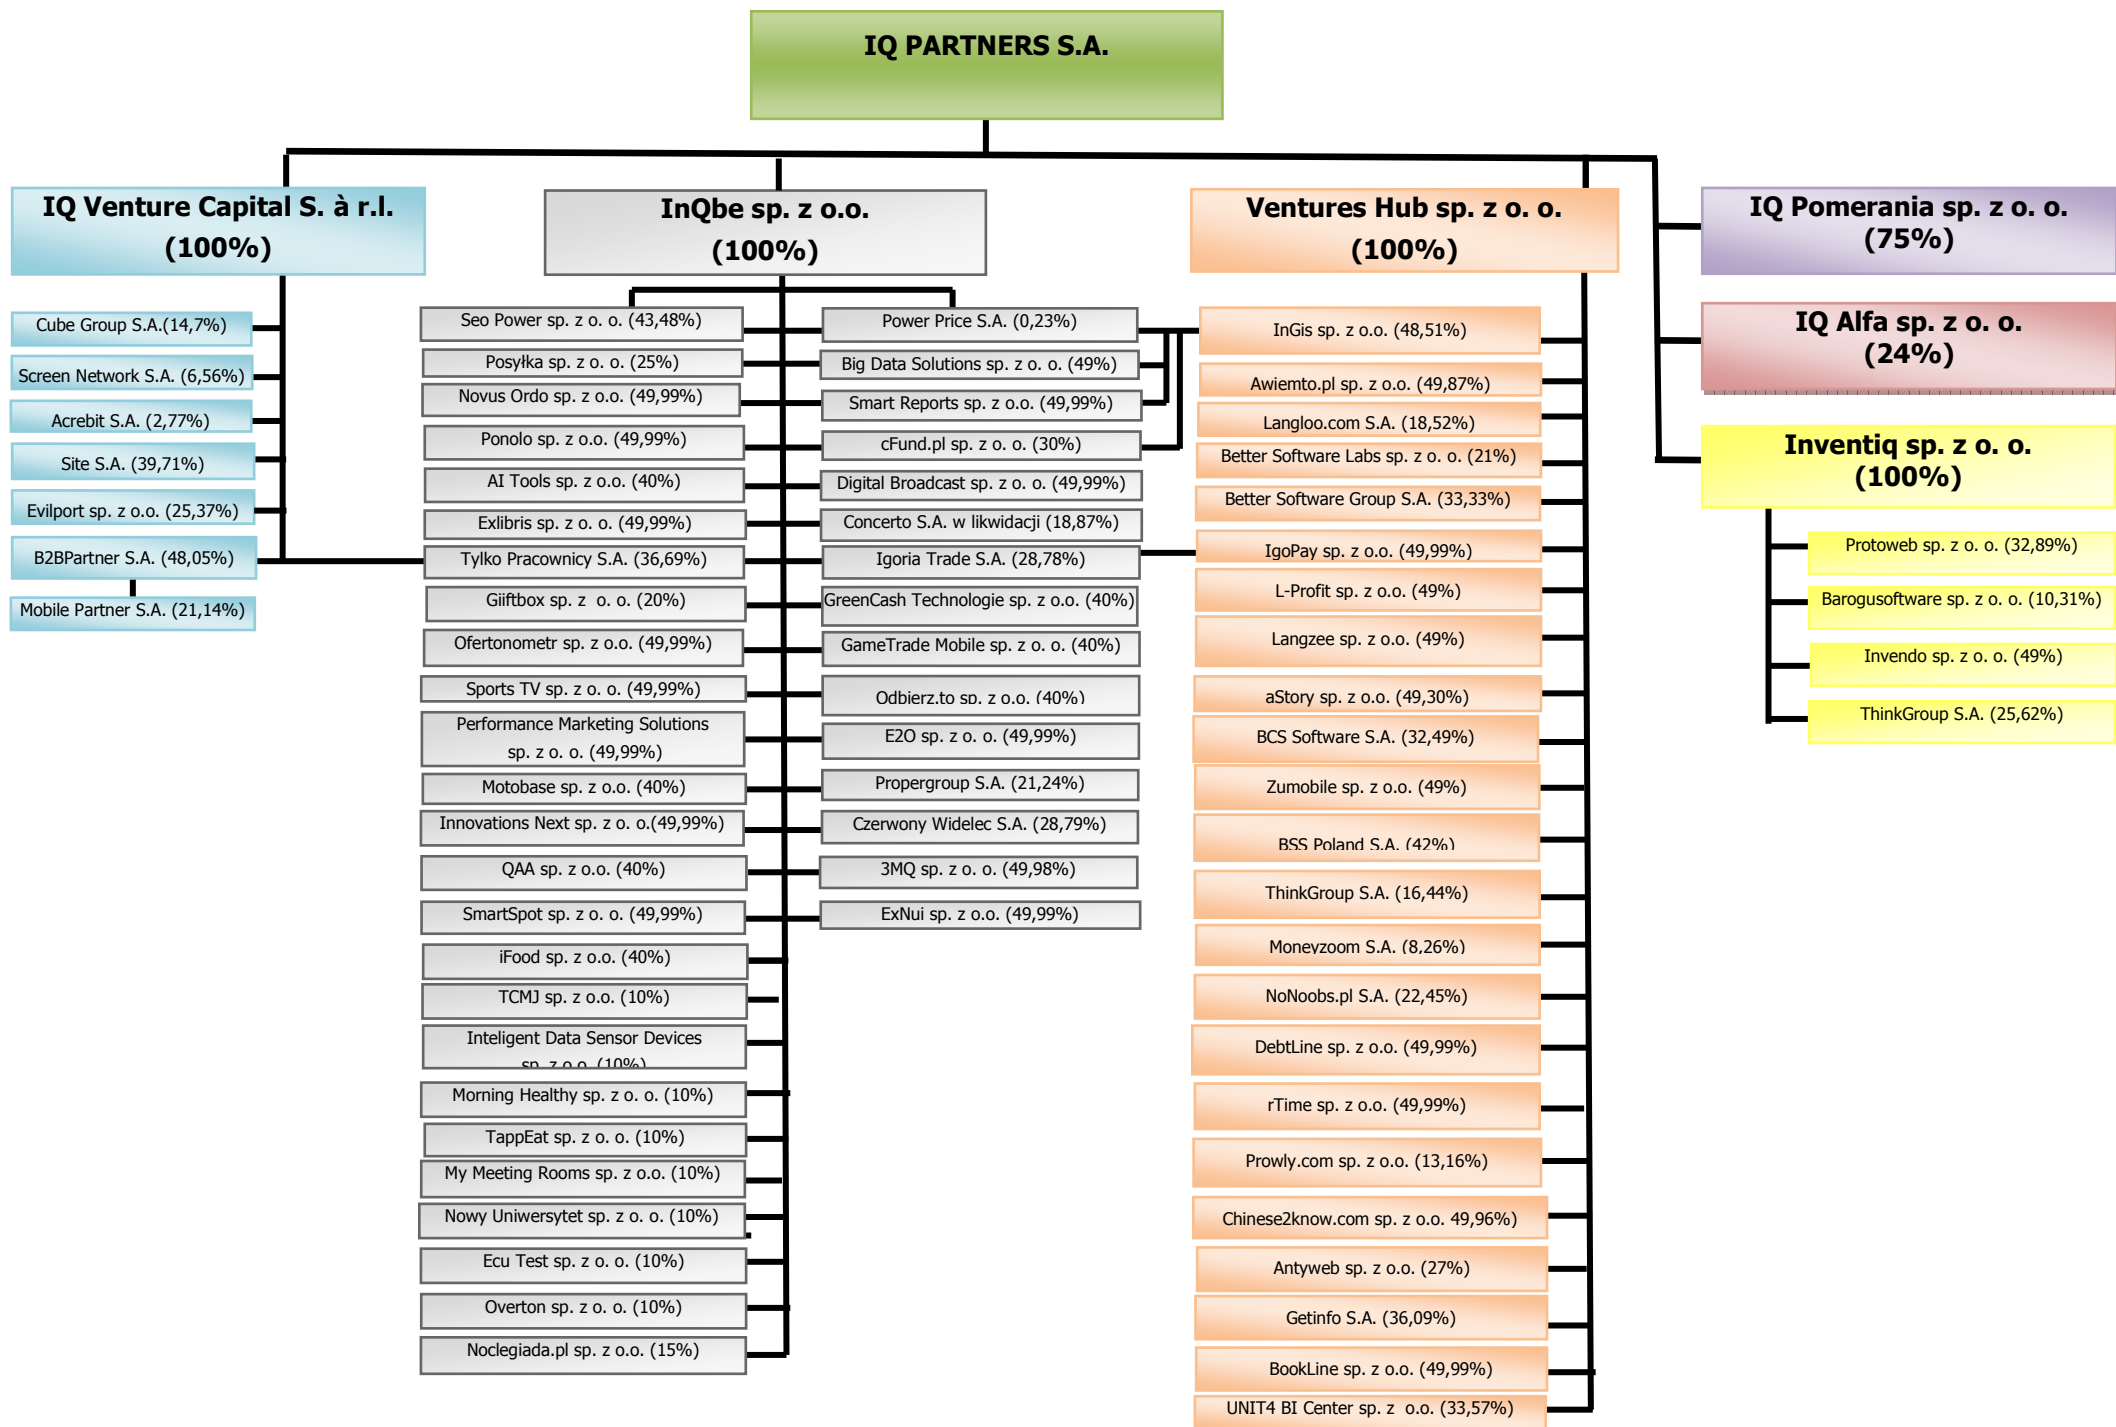 IQ PARTNERS S.A.
IQ Venture Capital S. à r.l.
(100%)
Cube Group S.A.(14,7%)
Screen Network S.A. (6,56%)
Acrebit S.A. (2,77%)
Site S.A. (39,71%)
Evilport sp. z o.o. (25,37%)
B2BPartner S.A. (48,05%)
Mobile Partner S.A. (21,14%)
InQbe sp. z o.o.
(100%)
Seo Power sp. z o. o. (43,48%)
Posyłka sp. z o. o. (25%)
Novus Ordo sp. z o.o. (49,99%)
Ponolo sp. z o.o. (49,99%)
AI Tools sp. z o.o. (40%)
Exlibris sp. z o. o. (49,99%)
Tylko Pracownicy S.A. (36,69%)
Giiftbox sp. z  o. o. (20%)
Ofertonometr sp. z o.o. (49,99%)
Sports TV sp. z o. o. (49,99%)
Performance Marketing Solutions
sp. z o. o. (49,99%)
Motobase sp. z o.o. (40%)
Innovations Next sp. z o. o.(49,99%)
QAA sp. z o.o. (40%)
SmartSpot sp. z o. o. (49,99%)
iFood sp. z o.o. (40%)
TCMJ sp. z o.o. (10%)
Inteligent Data Sensor Devices
sp. z o.o. (10%)
Morning Healthy sp. z o. o. (10%)
TappEat sp. z o. o. (10%)
My Meeting Rooms sp. z o.o. (10%)
Nowy Uniwersytet sp. z o. o. (10%)
Ecu Test sp. z o. o. (10%)
Overton sp. z o. o. (10%)
Noclegiada.pl sp. z o.o. (15%)
Power Price S.A. (0,23%)
Big Data Solutions sp. z o. o. (49%)
Smart Reports sp. z o.o. (49,99%)
cFund.pl sp. z o. o. (30%)
Digital Broadcast sp. z o. o. (49,99%)
Concerto S.A. w likwidacji (18,87%)
Igoria Trade S.A. (28,78%)
GreenCash Technologie sp. z o.o. (40%)
GameTrade Mobile sp. z o. o. (40%)
Odbierz.to sp. z o.o. (40%)
E2O sp. z o. o. (49,99%)
Propergroup S.A. (21,24%)
Czerwony Widelec S.A. (28,79%)
3MQ sp. z o. o. (49,98%)
ExNui sp. z o.o. (49,99%)
Ventures Hub sp. z o. o.
(100%)
InGis sp. z o.o. (48,51%)
Awiemto.pl sp. z o.o. (49,87%)
Langloo.com S.A. (18,52%)
Better Software Labs sp. z o. o. (21%)
Better Software Group S.A. (33,33%)
IgoPay sp. z o.o. (49,99%)
L-Profit sp. z o.o. (49%)
Langzee sp. z o.o. (49%)
aStory sp. z o.o. (49,30%)
BCS Software S.A. (32,49%)
Zumobile sp. z o.o. (49%)
BSS Poland S.A. (42%)
ThinkGroup S.A. (16,44%)
Moneyzoom S.A. (8,26%)
NoNoobs.pl S.A. (22,45%)
DebtLine sp. z o.o. (49,99%)
rTime sp. z o.o. (49,99%)
Prowly.com sp. z o.o. (13,16%)
Chinese2know.com sp. z o.o. 49,96%)
Antyweb sp. z o.o. (27%)
Getinfo S.A. (36,09%)
BookLine sp. z o.o. (49,99%)
UNIT4 BI Center sp. z  o.o. (33,57%)
IQ Pomerania sp. z o. o.
(75%)
IQ Alfa sp. z o. o.
(24%)
Inventiq sp. z o. o.
(100%)
Protoweb sp. z o. o. (32,89%)
Barogusoftware sp. z o. o. (10,31%)
Invendo sp. z o. o. (49%)
ThinkGroup S.A. (25,62%)